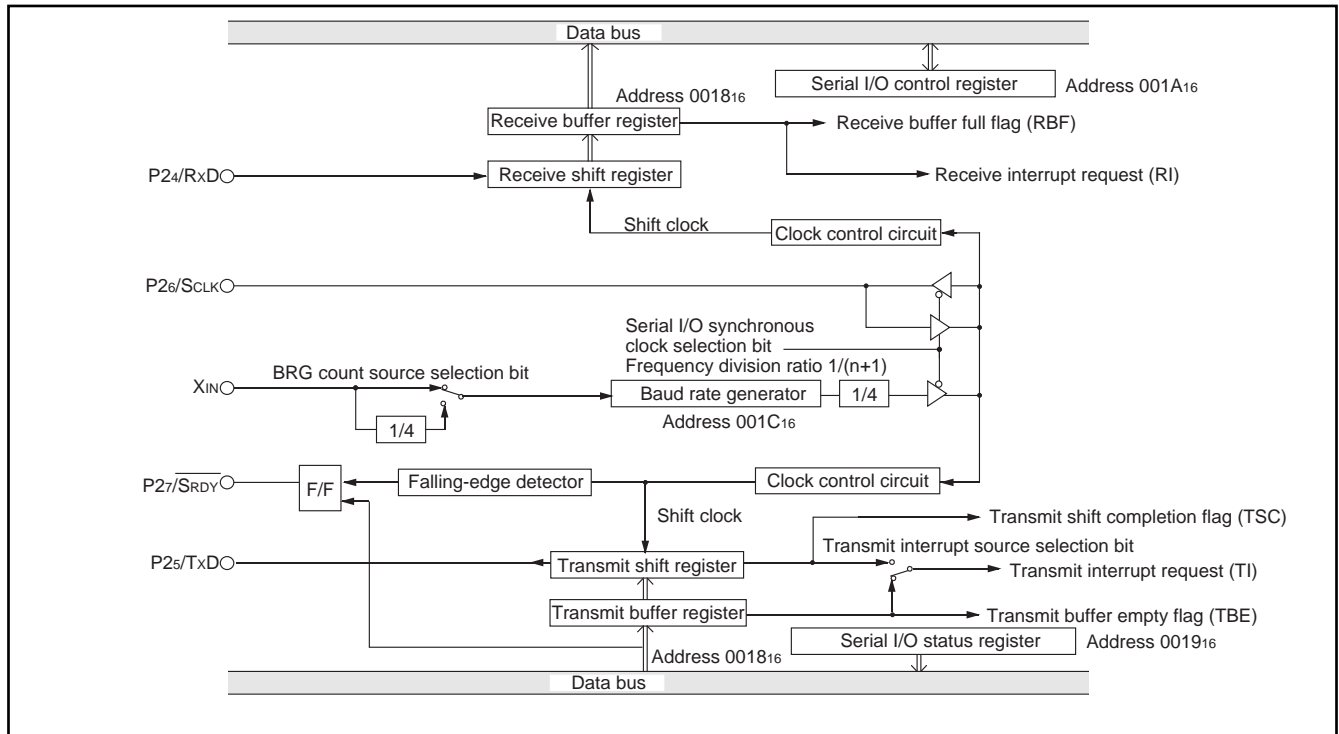 Data bus
Serial I/O control register
Address 001A16
Address 001816
Receive buffer register
Receive buffer full flag (RBF)
P24/RxD
Receive shift register
Receive interrupt request (RI)
Shift clock
Clock control circuit
P26/SCLK
Serial I/O synchronous
clock selection bit
Frequency division ratio 1/(n+1)
BRG count source selection bit
XIN
Baud rate generator
1/4
1/4
Address 001C16
P27/SRDY
F/F
Falling-edge detector
Clock control circuit
Shift clock
Transmit shift completion flag (TSC)
Transmit interrupt source selection bit
P25/TxD
Transmit shift register
Transmit interrupt request (TI)
Transmit buffer register
Transmit buffer empty flag (TBE)
Serial I/O status register
Address 001916
Address 001816
Data bus